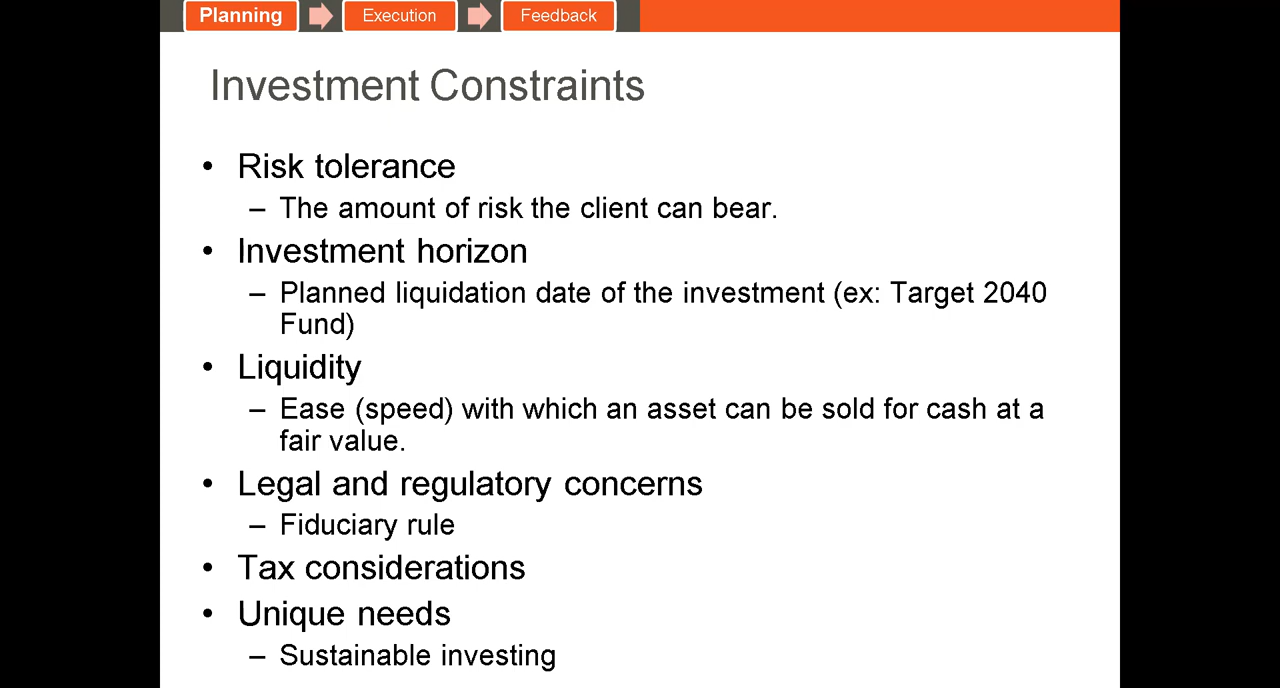 Planning
Execution
Feedback
Investment Constraints
• Risk tolerance
– The amount of risk the client can bear.
• Investment horizon
– Planned liquidation date of the investment (ex: Target 2040
Fund)
• Liquidity
– Ease (speed) with which an asset can be sold for cash at a
fair value.
• Legal and regulatory concerns
– Fiduciary rule
• Tax considerations
• Unique needs
– Sustainable investing